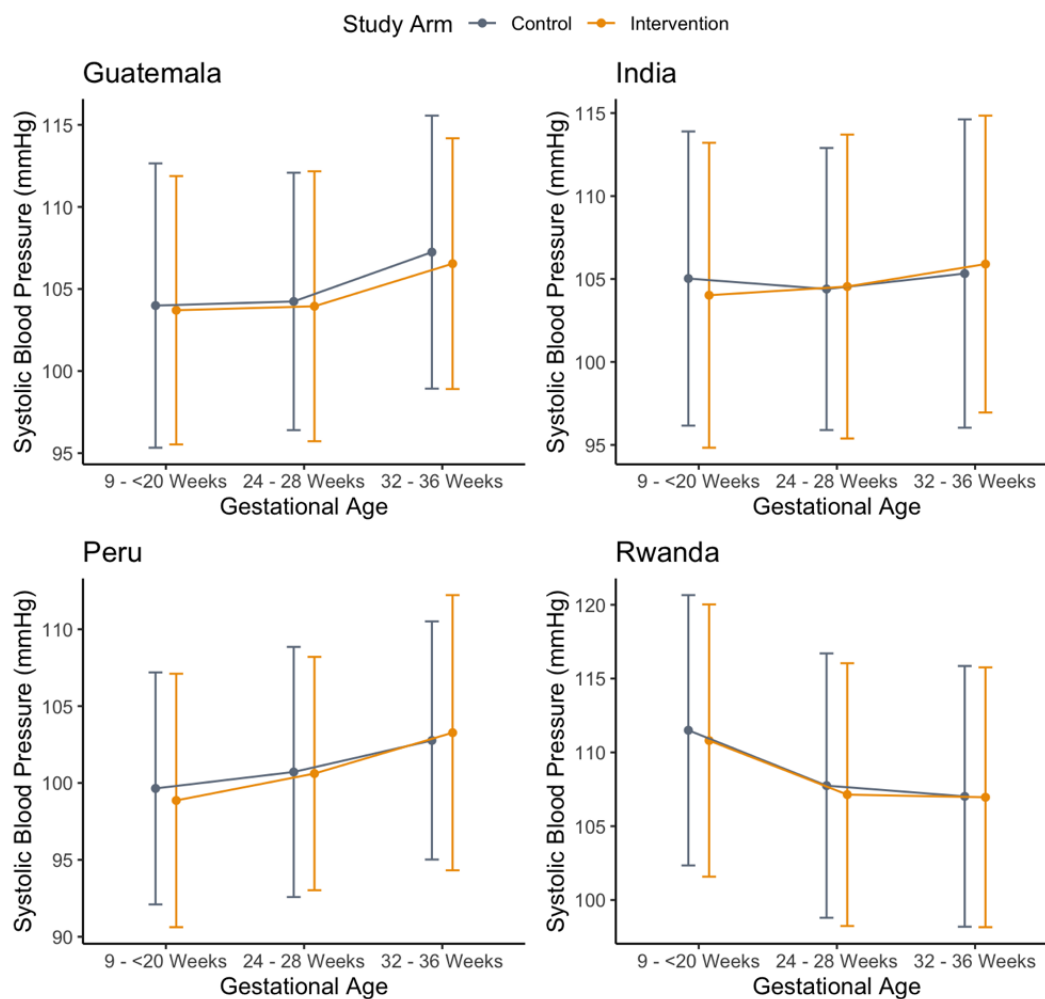 Study Arm Control Intervention
Guatemala
Systolic Blood Pressure (mmHg)
115
110
105
100
95
9 - <20 Weeks 24 - 28 Weeks 32 - 36 Weeks
Gestational Age
India
Systolic Blood Pressure (mmHg)
115
110
105
100
95
9 - <20 Weeks 24 - 28 Weeks 32 - 36 Weeks
Gestational Age
Peru
Systolic Blood Pressure (mmHg)
110
105
100
95
90
9 - <20 Weeks 24 - 28 Weeks 32 - 36 Weeks
Gestational Age
Rwanda
Systolic Blood Pressure (mmHg)
120
115
110
105
100
9 - <20 Weeks 24 - 28 Weeks 32 - 36 Weeks
Gestational Age